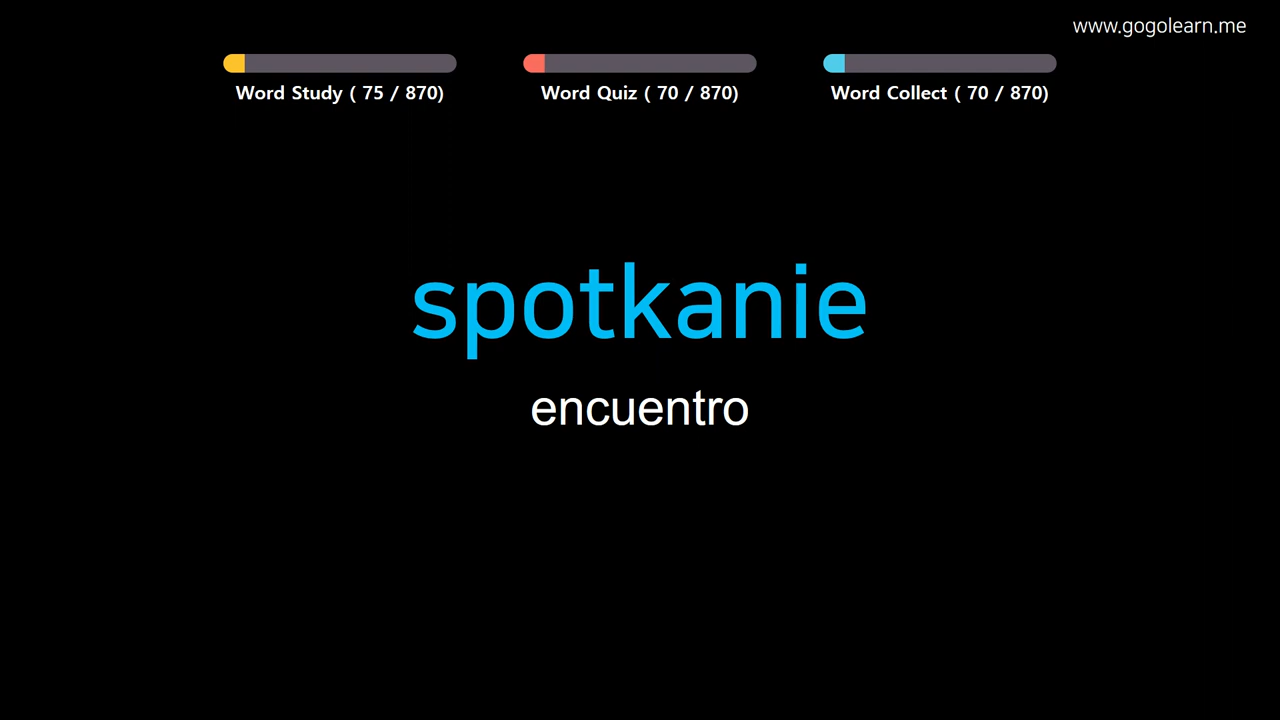 www.gogolearn.me
Word Study ( 75 / 870)
Word Quiz ( 70 / 870)
Word Collect ( 70 / 870)
spotkanie
encuentro